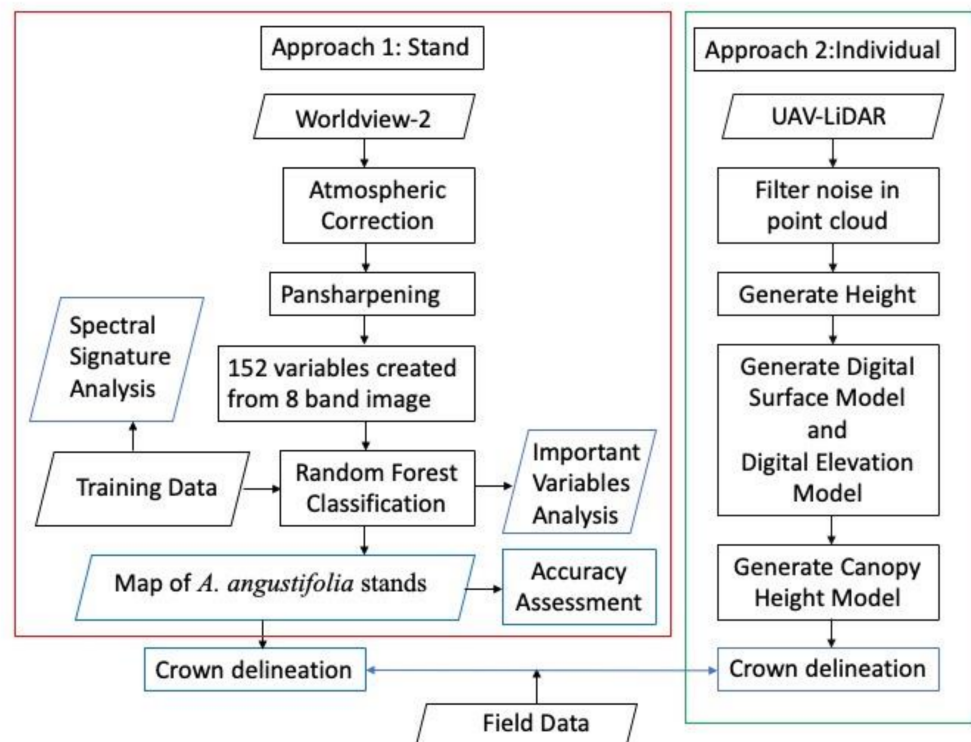 Approach 1: Stand
Worldview-2
Atmospheric
Correction
Pansharpening
Spectral
Signature
Analysis
152 variables created
from 8 band image
Training Data
Random Forest
Classification
Important
Variables
Analysis
Map of A. angustifolia stands
Accuracy
Assessment
Crown delineation
Approach 2:Individual
UAV-LiDAR
Filter noise in
point cloud
Generate Height
Generate Digital
Surface Model
and
Digital Elevation
Model
Generate Canopy
Height Model
Crown delineation
Field Data